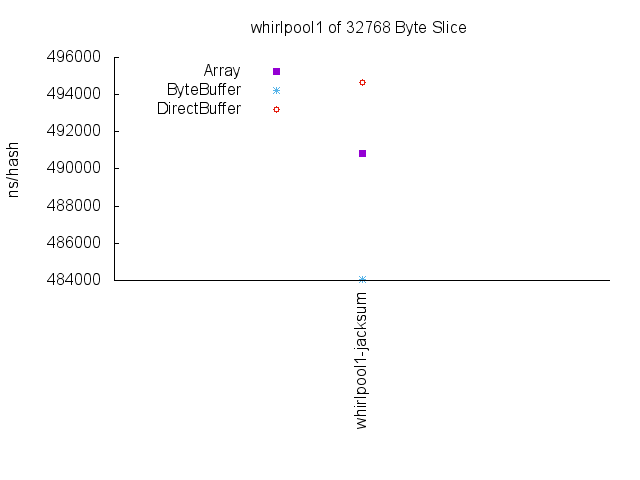 whirlpool1 of 32768 Byte Slice
496000
494000
492000
490000
488000
486000
484000
ns/hash
Array
ByteBuffer
DirectBuffer
whirlpool1-jacksum